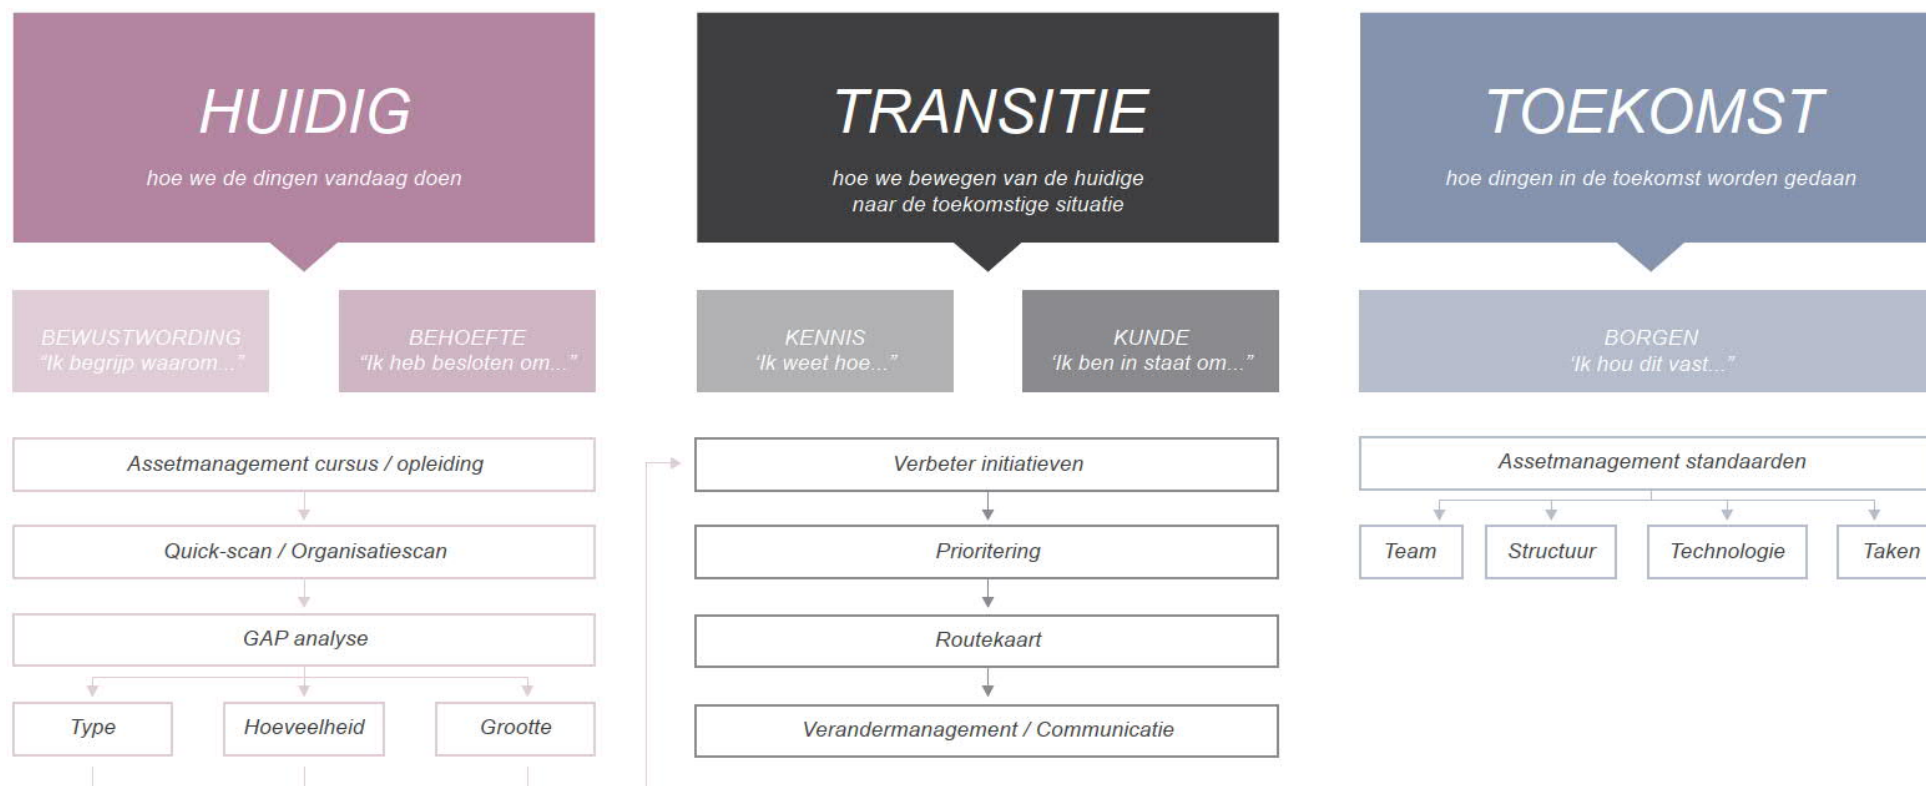 HUIDIG
hoe we de dingen vandaag doen
BEWUSTWORDING
“Ik begrijp waarom...”
BEHOEFTE
“Ik heb besloten om...”
Assetmanagement cursus / opleiding
Quick-scan / Organisatiescan
GAP analyse
Type
Hoeveelheid
Grootte
TRANSITIE
hoe we bewegen van de huidige
naar de toekomstige situatie
KENNIS
‘Ik weet hoe...”
KUNDE
‘Ik ben in staat om...”
Verbeter initiatieven
Prioritering
Routekaart
Verandermanagement / Communicatie
TOEKOMST
hoe dingen in de toekomst worden gedaan
BORGEN
‘Ik hou dit vast...”
Assetmanagement standaarden
Team
Structuur
Technologie
Taken